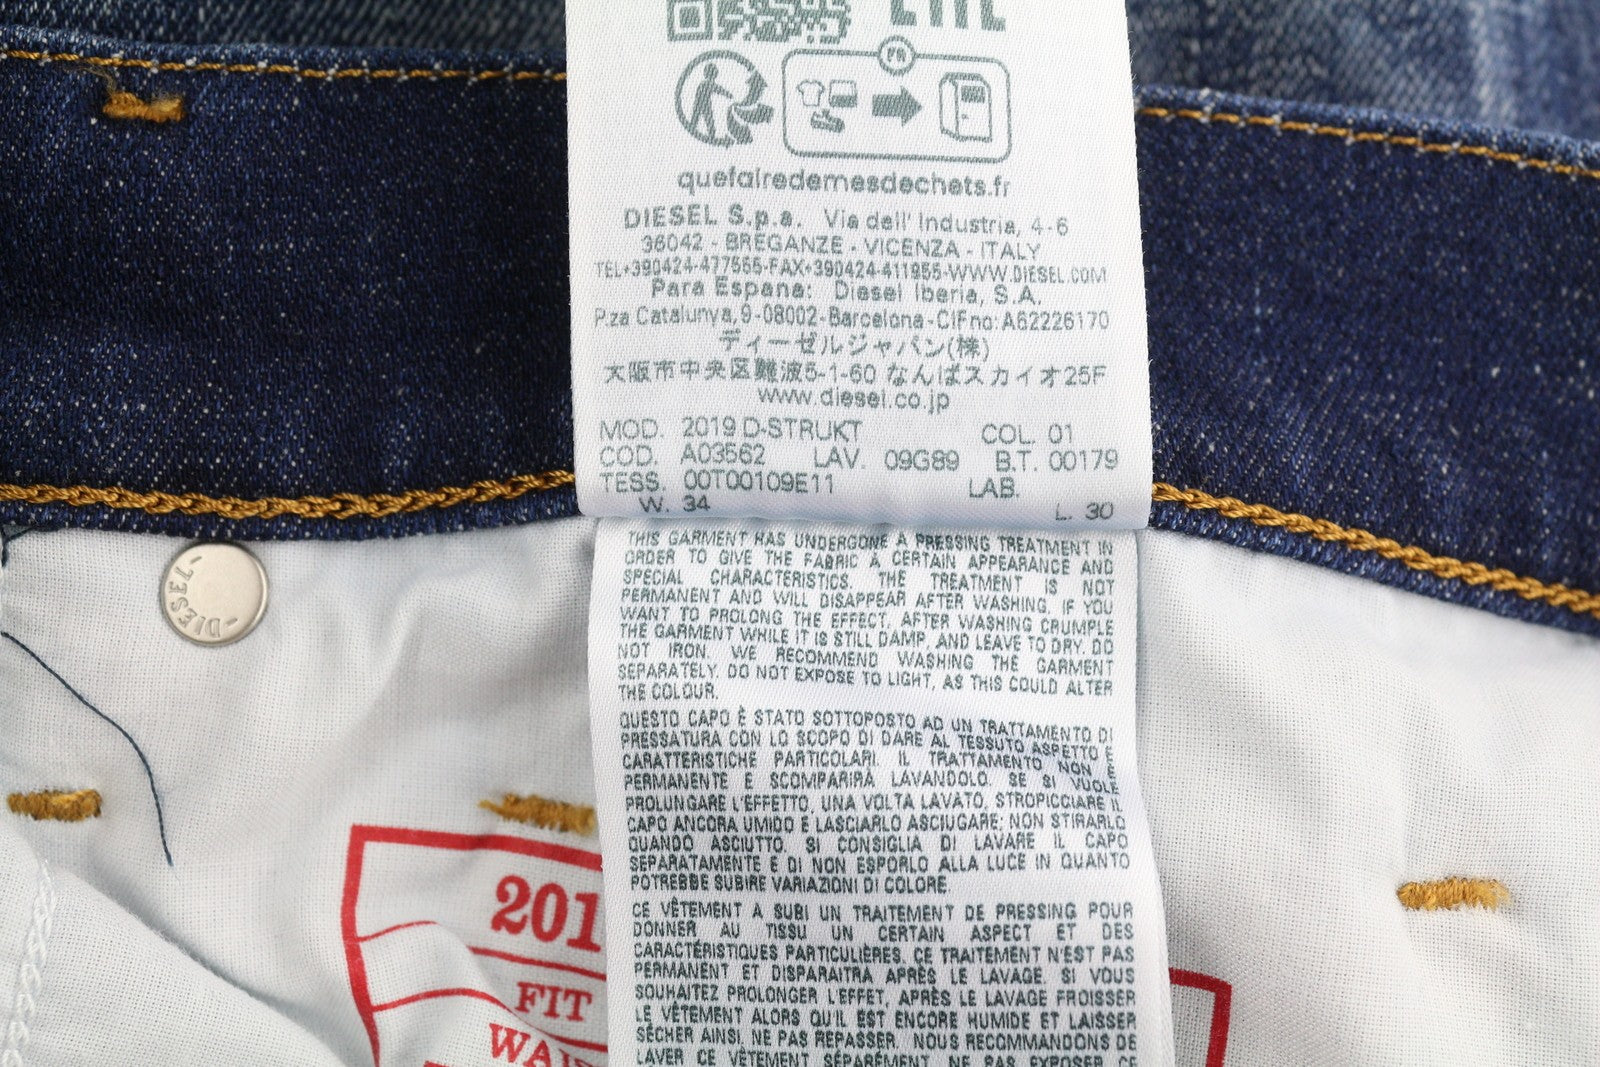 FR
quefairedemesdechets.fr
DIESEL S.p.a. Via dell' Industria, 4-6
36042 - BREGANZE - VICENZA - ITALY
TEL+390424-477555-FAX+390424-411955-WWW.DIESEL.COM
Para Espana: Diesel Iberia, S.A.
P.za Catalunya,9-08002-Barcelona-CIFno:A62226170
ディーゼルジャパン(株)
大阪市中央区難波5-1-60 なんばスカイオ25F
www.diesel.co.jp
MOD. 2019 D-STRUKT COL. 01
COD. A03562 LAV. 09G89 B.T. 00179
TESS. 00T00109E11 LAB.
W. 34 L. 30
THIS GARMENT HAS UNDERGONE A PRESSING TREATMENT IN
ORDER TO GIVE THE FABRIC A CERTAIN APPEARANCE AND
SPECIAL CHARACTERISTICS. THE TREATMENT IS NOT
PERMANENT AND WILL DISAPPEAR AFTER WASHING. IF YOU
WANT TO PROLONG THE EFFECT, AFTER WASHING CRUMPLE
THE GARMENT WHILE IT IS STILL DAMP, AND LEAVE TO DRY. DO
NOT IRON. WE RECOMMEND WASHING THE GARMENT
SEPARATELY. DO NOT EXPOSE TO LIGHT, AS THIS COULD ALTER
THE COLOUR.
QUESTO CAPO È STATO SOTTOPOSTO AD UN TRATTAMENTO DI
PRESSATURA CON LO SCOPO DI DARE AL TESSUTO ASPETTO E
CARATTERISTICHE PARTICOLARI. IL TRATTAMENTO NON È
PERMANENTE E SCOMPARIRÀ LAVANDOLO. SE SI VUOLE
PROLUNGARE L'EFFETTO, UNA VOLTA LAVATO, STROPICCIARE IL
CAPO ANCORA UMIDO E LASCIARLO ASCIUGARE; NON STIRARLO
QUANDO ASCIUTTO. SI CONSIGLIA DI LAVARE IL CAPO
SEPARATAMENTE E DI NON ESPORLO ALLA LUCE IN QUANTO
POTREBBE SUBIRE VARIAZIONI DI COLORE.
CE VÊTEMENT A SUBI UN TRAITEMENT DE PRESSING POUR
DONNER AU TISSU UN CERTAIN ASPECT ET DES
CARACTÉRISTIQUES PARTICULIÈRES. CE TRAITEMENT N'EST PAS
PERMANENT ET DISPARAITRA APRÈS LE LAVAGE. SI VOUS
SOUHAITEZ PROLONGER L'EFFET, APRÈS LE LAVAGE FROISSER
LE VÊTEMENT ALORS QU'IL EST ENCORE HUMIDE ET LAISSER
SÉCHER AINSI. NE PAS REPASSER. NOUS RECOMMANDONS DE
LAVER CE VÊTEMENT SÉPARÉMENT, NE PAS EXPOSER CE
-DIESEL-
201
FIT
WAIS